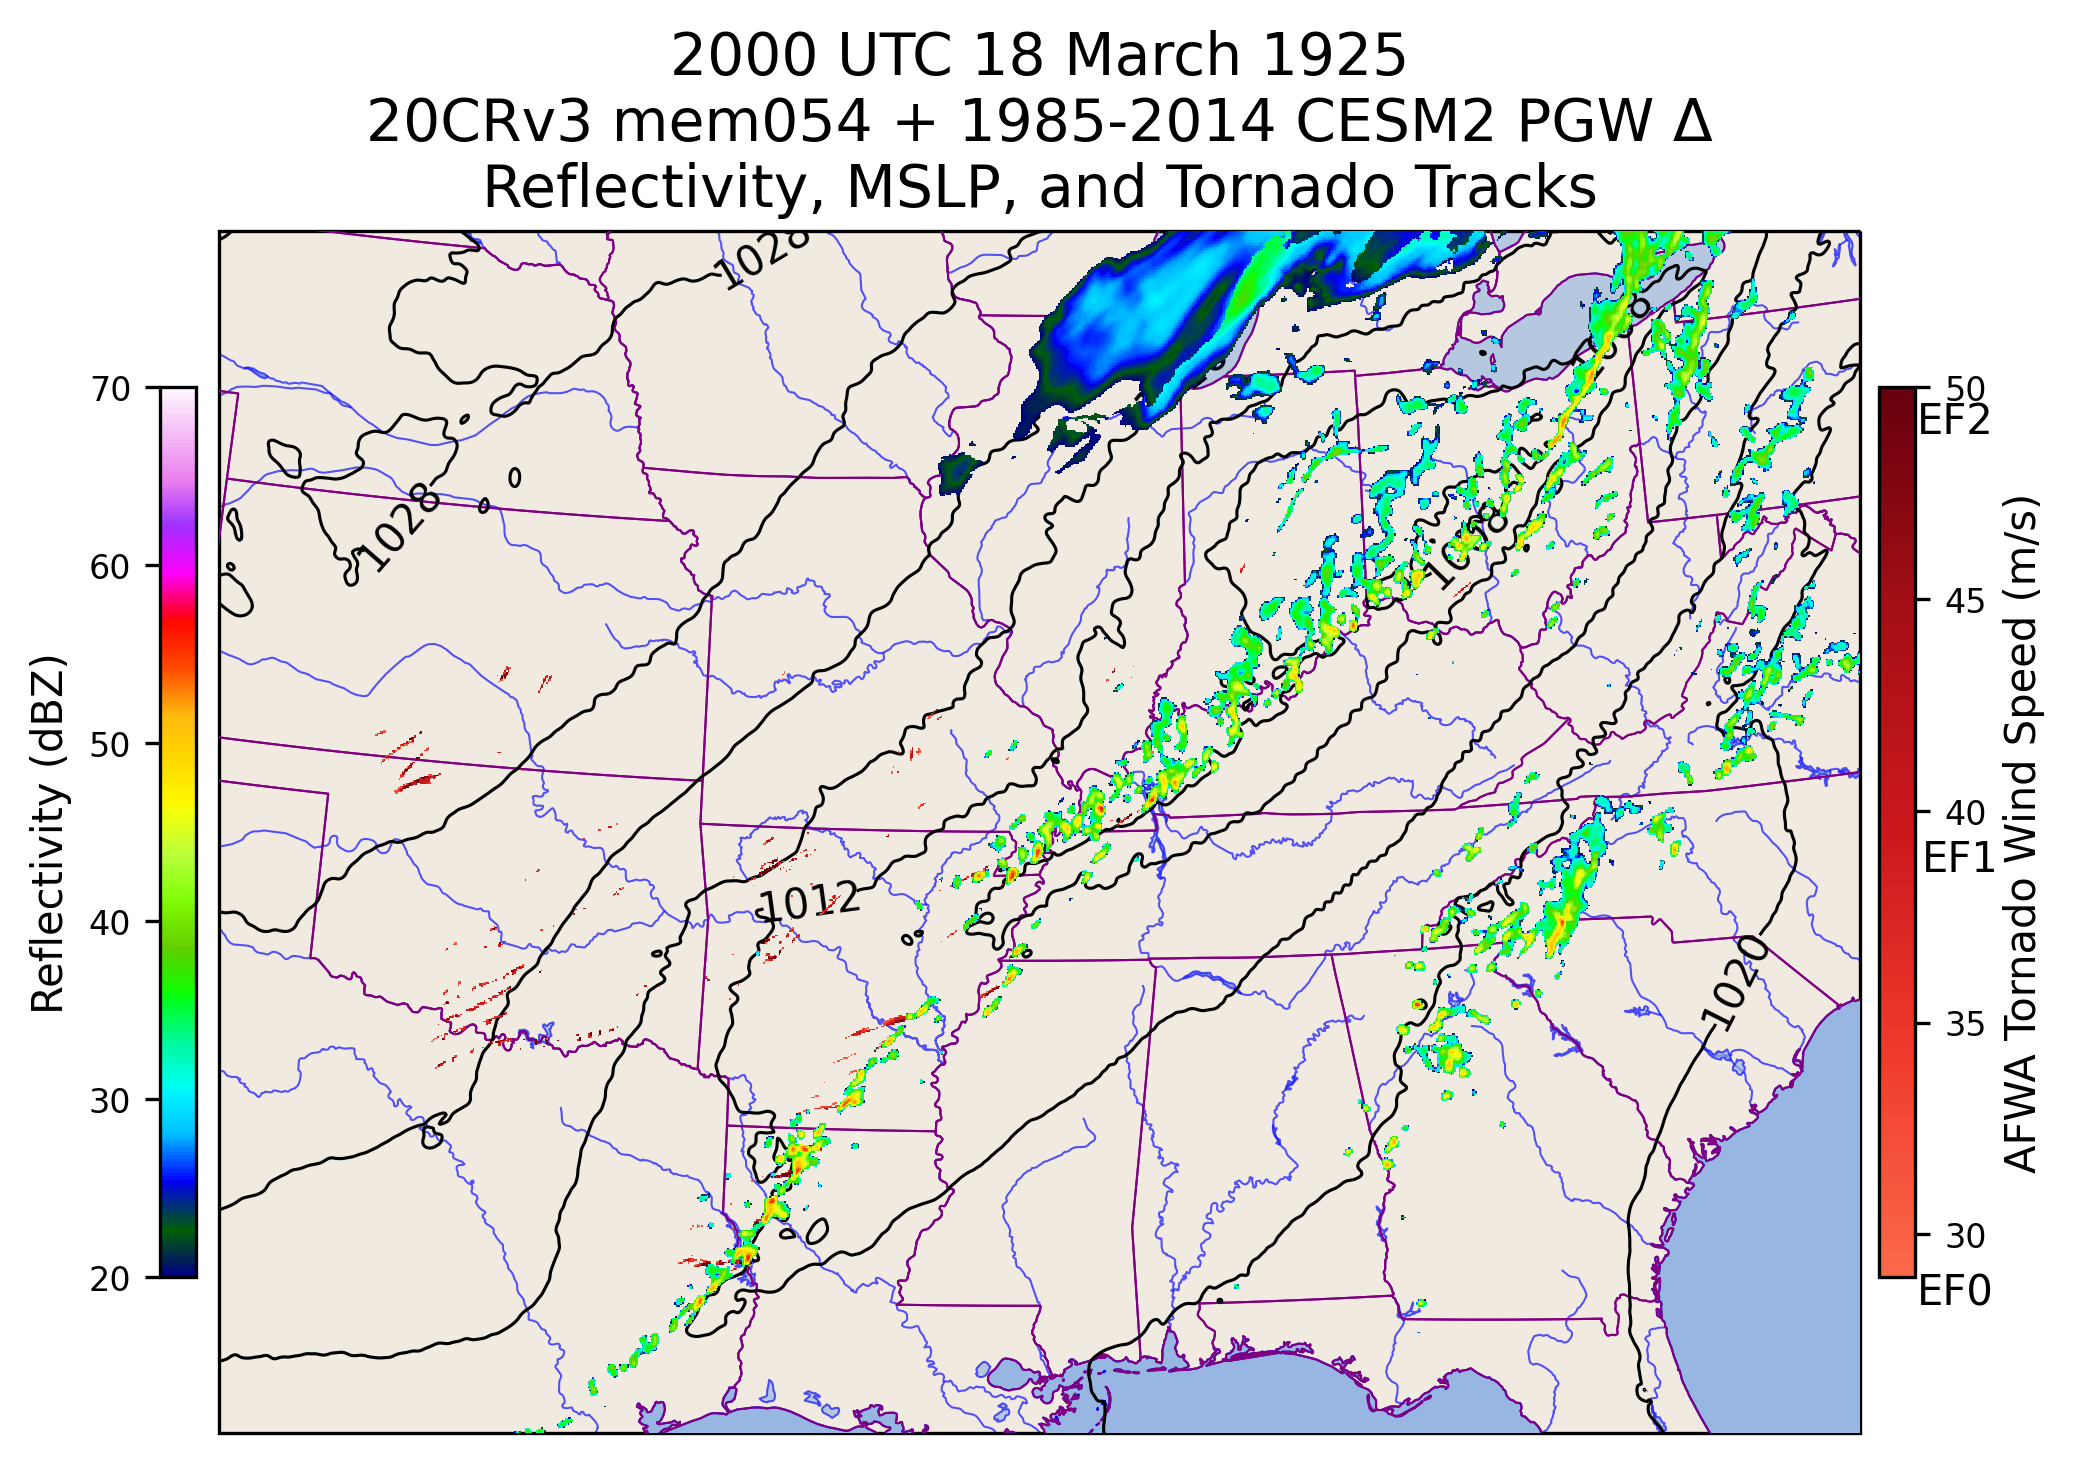 2000 UTC 18 March 1925
20CRv3 mem054 + 1985-2014 CESM2 PGW Δ
Reflectivity, MSLP, and Tornado Tracks
Reflectivity (dBZ)
70
60
50
40
30
20
1028
1028
1008
1012
1020
50
EF2
45
40
EF1
35
30
EF0
AFWA Tornado Wind Speed (m/s)